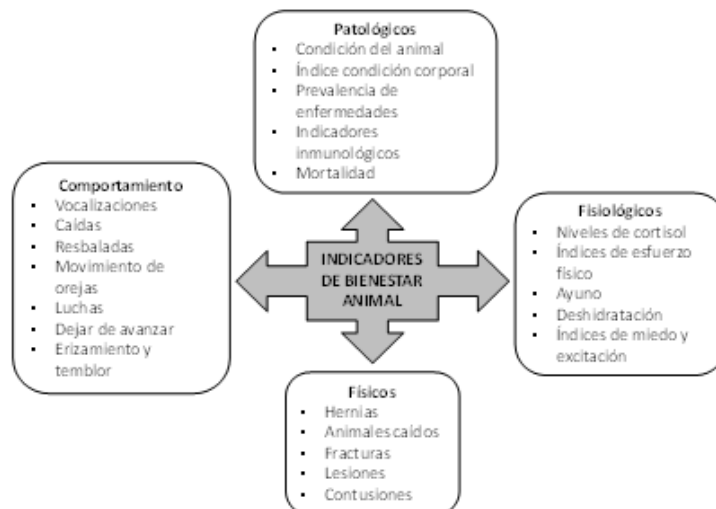 Patológicos
▪ Condición del animal
▪ Índice condición corporal
▪ Prevalencia de
enfermedades
▪ Indicadores
inmunológicos
▪ Mortalidad
Comportamiento
▪ Vocalizaciones
▪ Caídas
▪ Resbaladas
▪ Movimiento de
orejas
▪ Luchas
▪ Dejar de avanzar
▪ Erizamiento y
temblor
INDICADORES
DE BIENESTAR
ANIMAL
Fisiológicos
▪ Niveles de cortisol
▪ Índices de esfuerzo
físico
▪ Ayuno
▪ Deshidratación
▪ Índices de miedo y
excitación
Físicos
▪ Hernias
▪ Animales caídos
▪ Fracturas
▪ Lesiones
▪ Contusiones